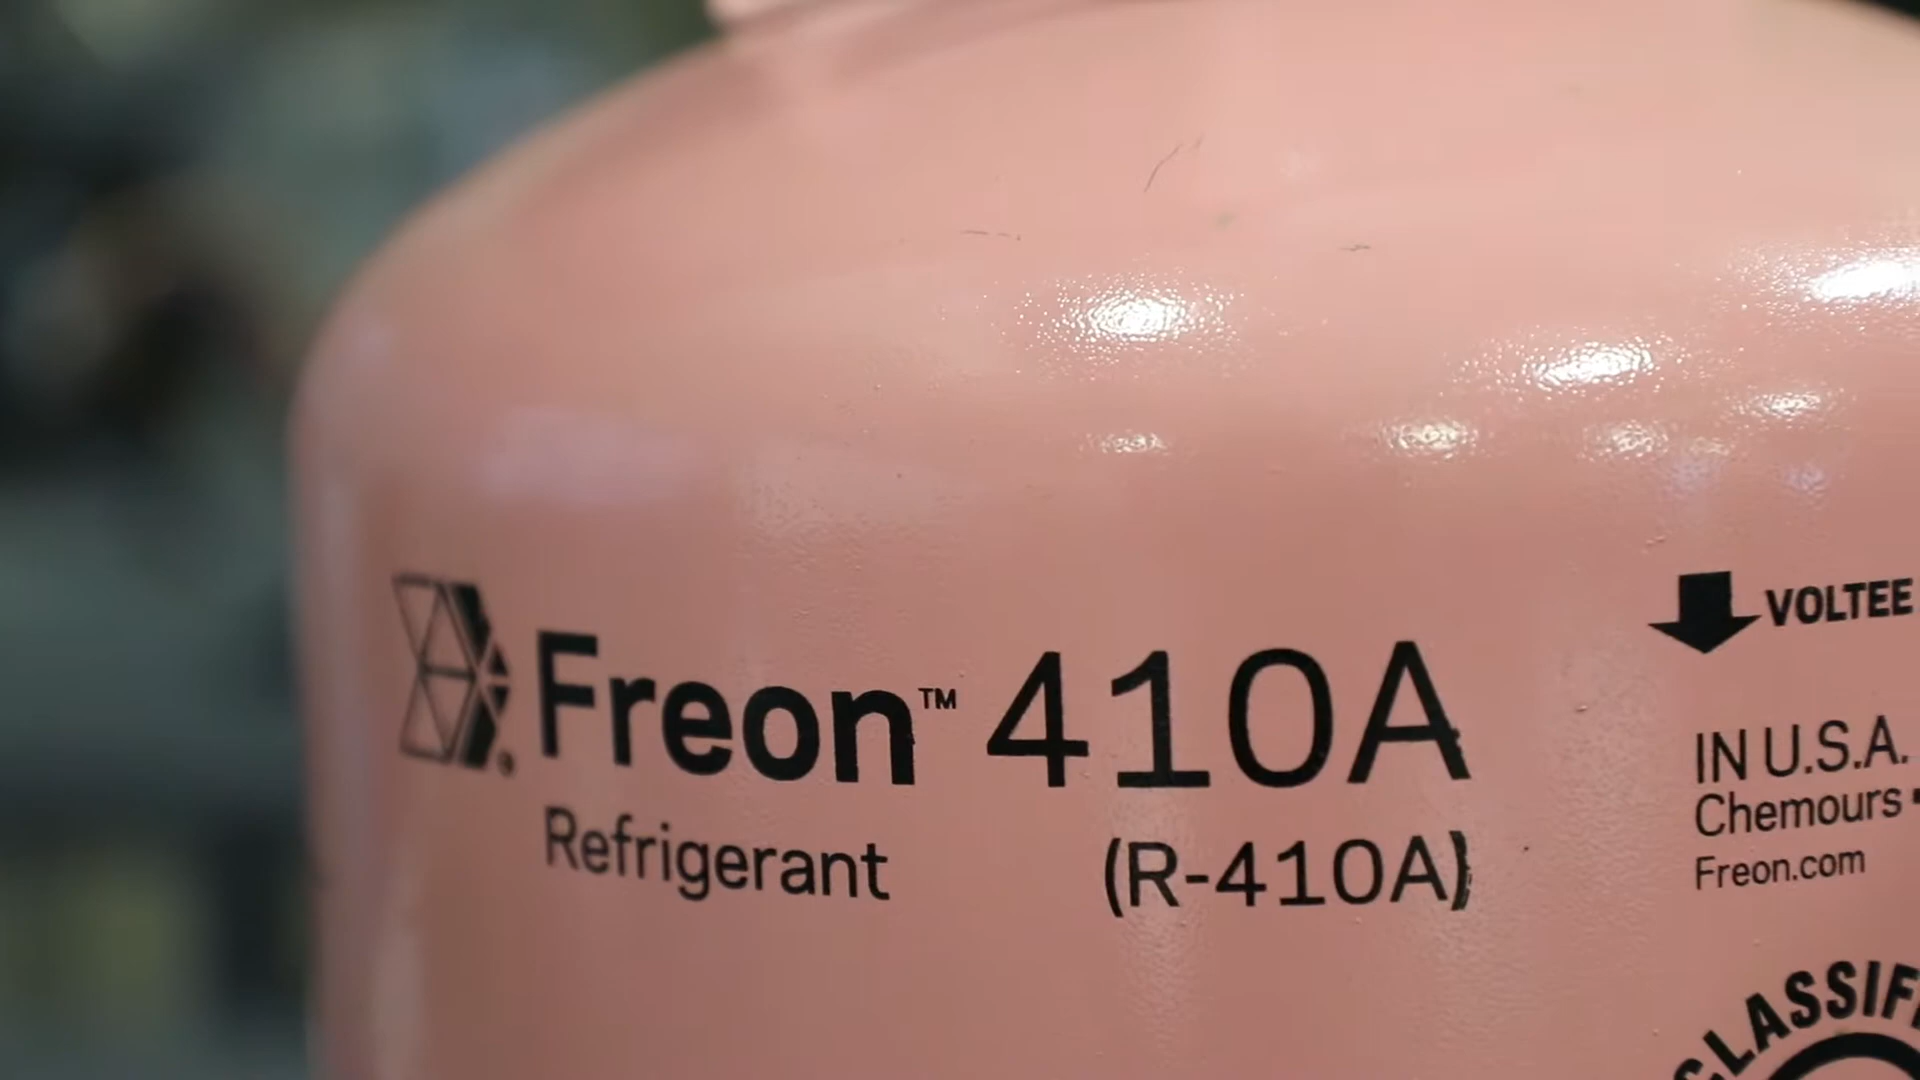 Freon™ 410A
Refrigerant (R-410A)
VOLTEE
IN U.S.A.
Chemours
Freon.com
CLASSIF